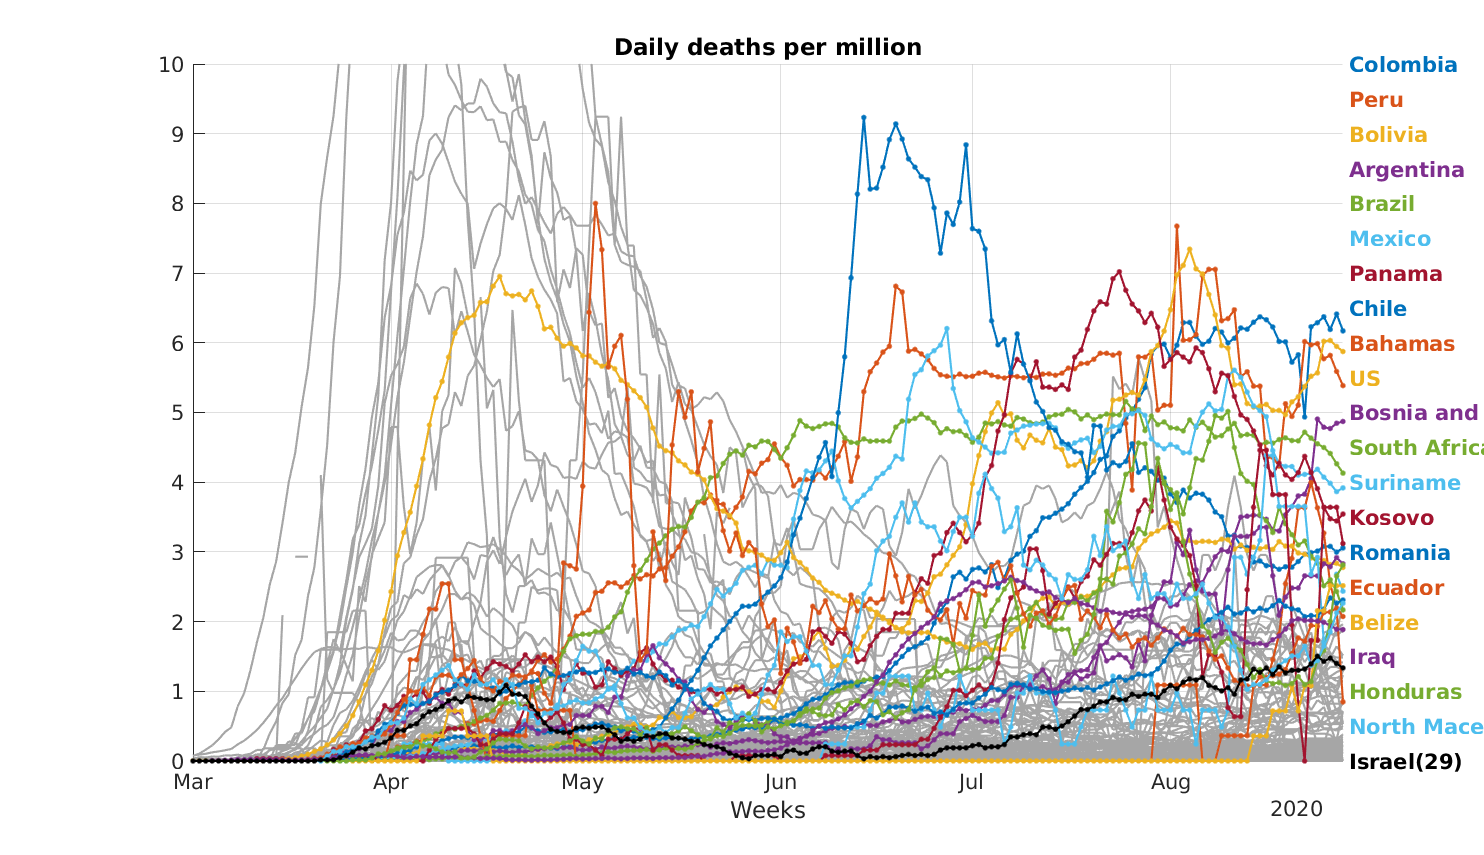 Daily deaths per million
10
9
8
7
6
5
4
3
2
1
0
Mar
Apr
May
Jun
Jul
Aug
Weeks
2020
Colombia
Peru
Bolivia
Argentina
Brazil
Mexico
Panama
Chile
Bahamas
US
Bosnia and
South Africa
Suriname
Kosovo
Romania
Ecuador
Belize
Iraq
Honduras
North Mace
Israel(29)